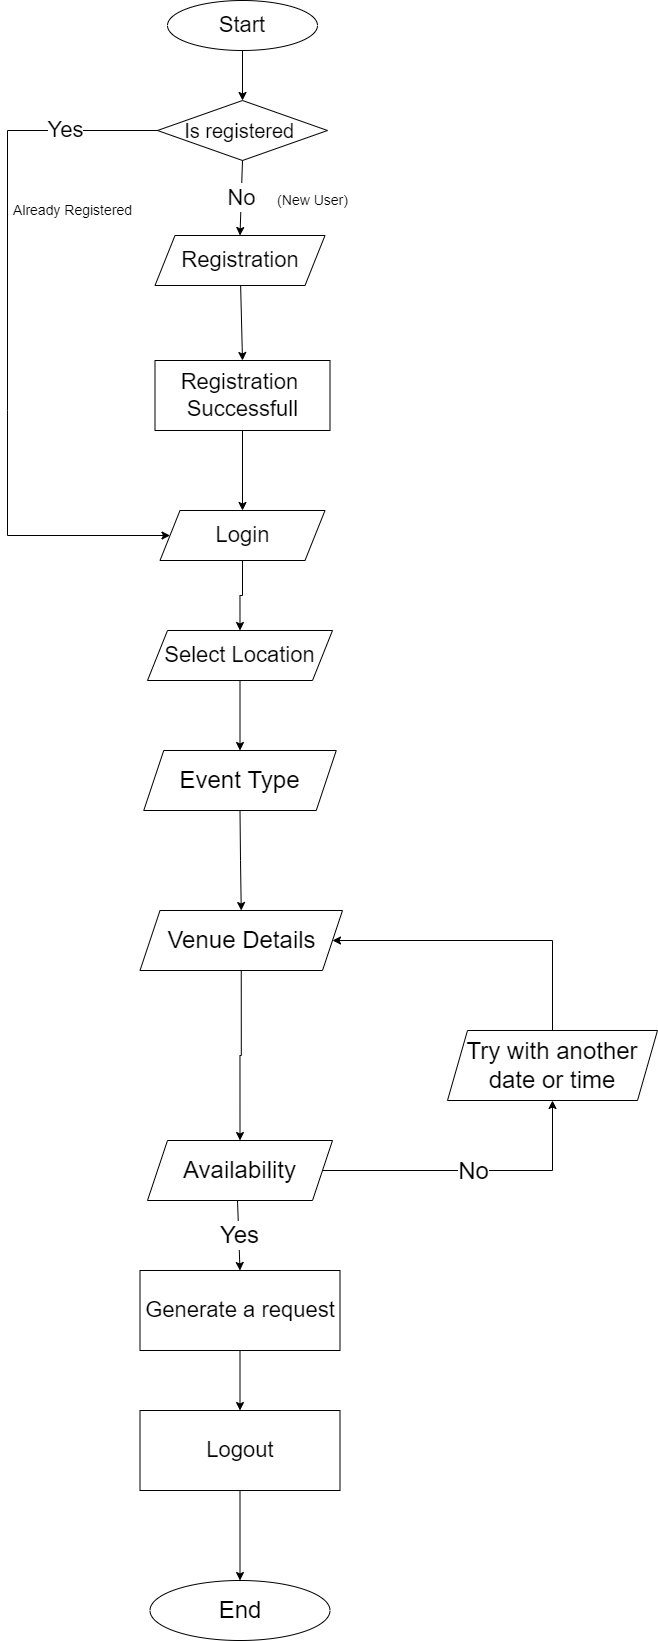 Start
Is registered
Yes
No
(New User)
Already Registered
Registration
Registration
Successfull
Login
Select Location
Event Type
Venue Details
Try with another
date or time
Availability
No
Yes
Generate a request
Logout
End